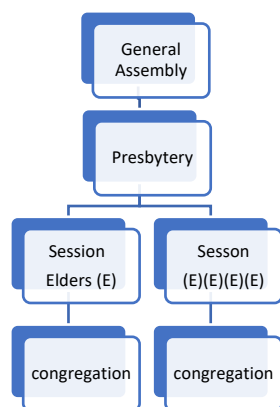 General
Assembly
Presbytery
Session
Elders (E)
Sesson
(E)(E)(E)(E)
congregation
congregation